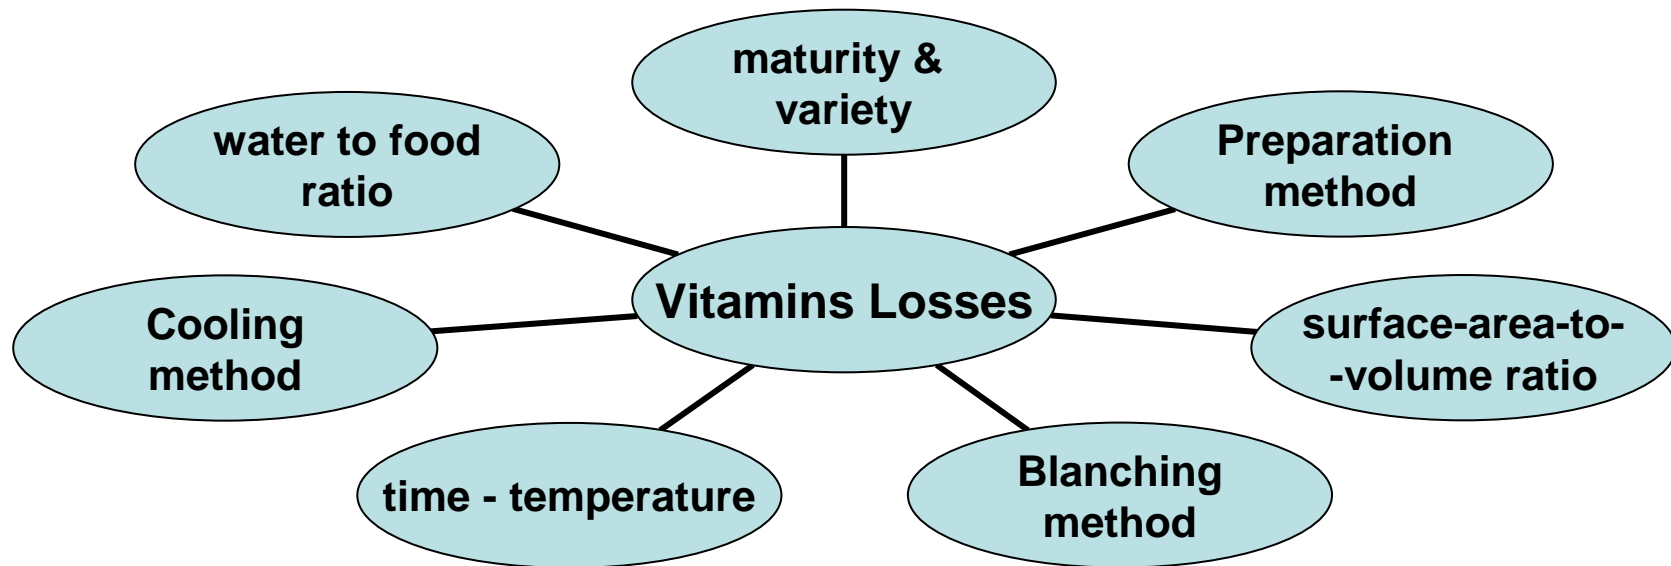 maturity &
variety
water to food
ratio
Preparation
method
Vitamins Losses
Cooling
method
surface-area-to-
-volume ratio
time - temperature
Blanching
method